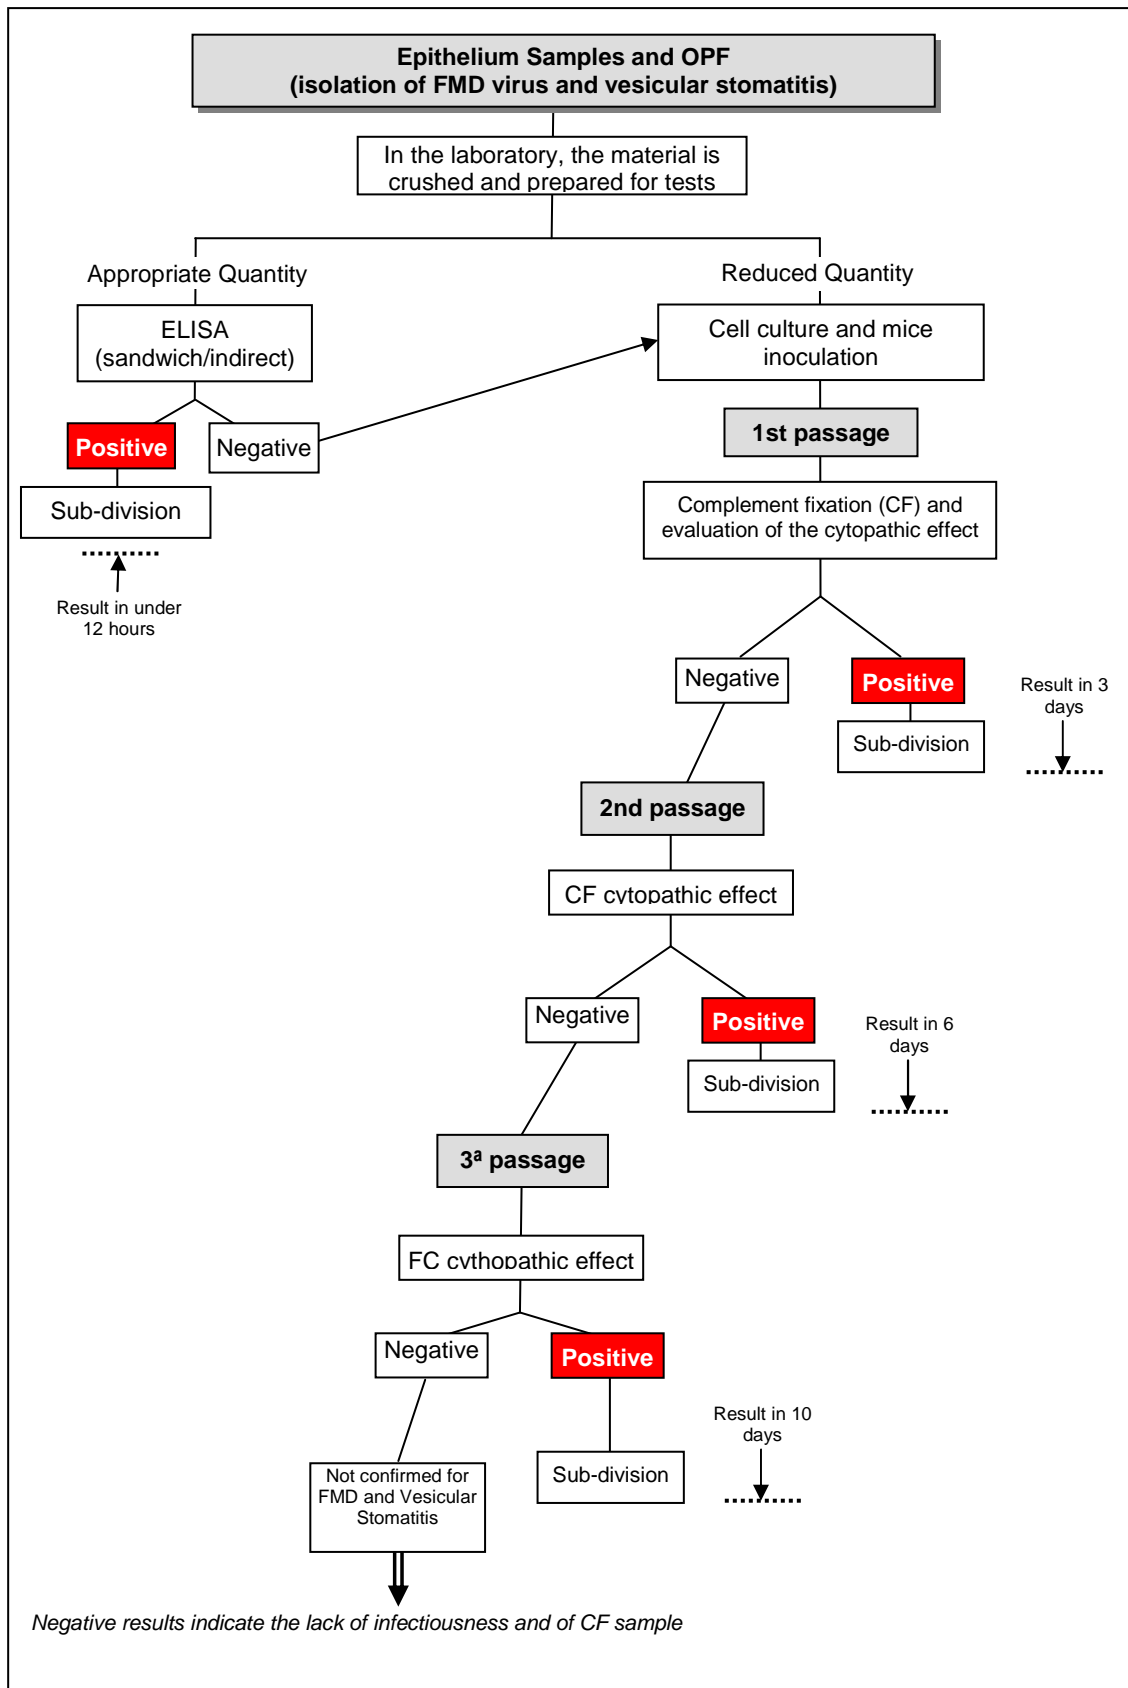 Epithelium Samples and OPF
(isolation of FMD virus and vesicular stomatitis)
In the laboratory, the material is
crushed and prepared for tests
Appropriate Quantity
Reduced Quantity
ELISA
(sandwich/indirect)
Cell culture and mice
inoculation
Positive
Negative
1st passage
Sub-division
Complement fixation (CF) and
evaluation of the cytopathic effect
Result in under
12 hours
Negative
Positive
Result in 3
days
Sub-division
2nd passage
CF cytopathic effect
Negative
Positive
Result in 6
days
Sub-division
3ª passage
FC cythopathic effect
Negative
Positive
Result in 10
days
Not confirmed for
FMD and Vesicular
Stomatitis
Sub-division
Negative results indicate the lack of infectiousness and of CF sample